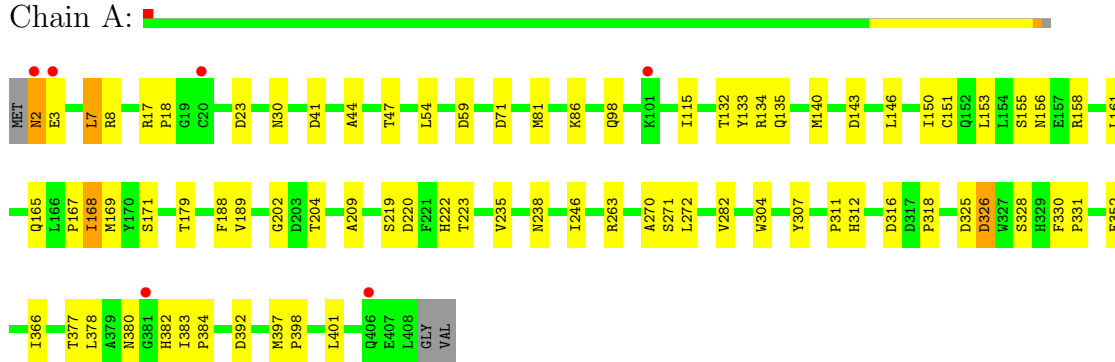 Chain A:
MET N2 E3 L7 R8 R17 P18 G19 C20 D23 N30 D41 A44 T47 L54 D59 D71 M81 K86 Q98 K101 I115 T132 Y133 R134 Q135 M140 D143 L146 I150 C151 Q152 L153 L154 S155 N156 E157 R158 L161
Q165 L166 P167 I168 M169 Y170 S171 T179 F188 V189 G202 D203 T204 A209 S219 D220 F221 H222 T223 V235 N238 I246 R263 A270 S271 L272 V282 W304 Y307 P311 H312 D316 D317 P318 D325 D326 W327 S328 H329 F330 P331
I366 T377 L378 A379 N380 G381 H382 I383 P384 D392 M397 P398 L401 Q406 E407 L408 GLY VAL